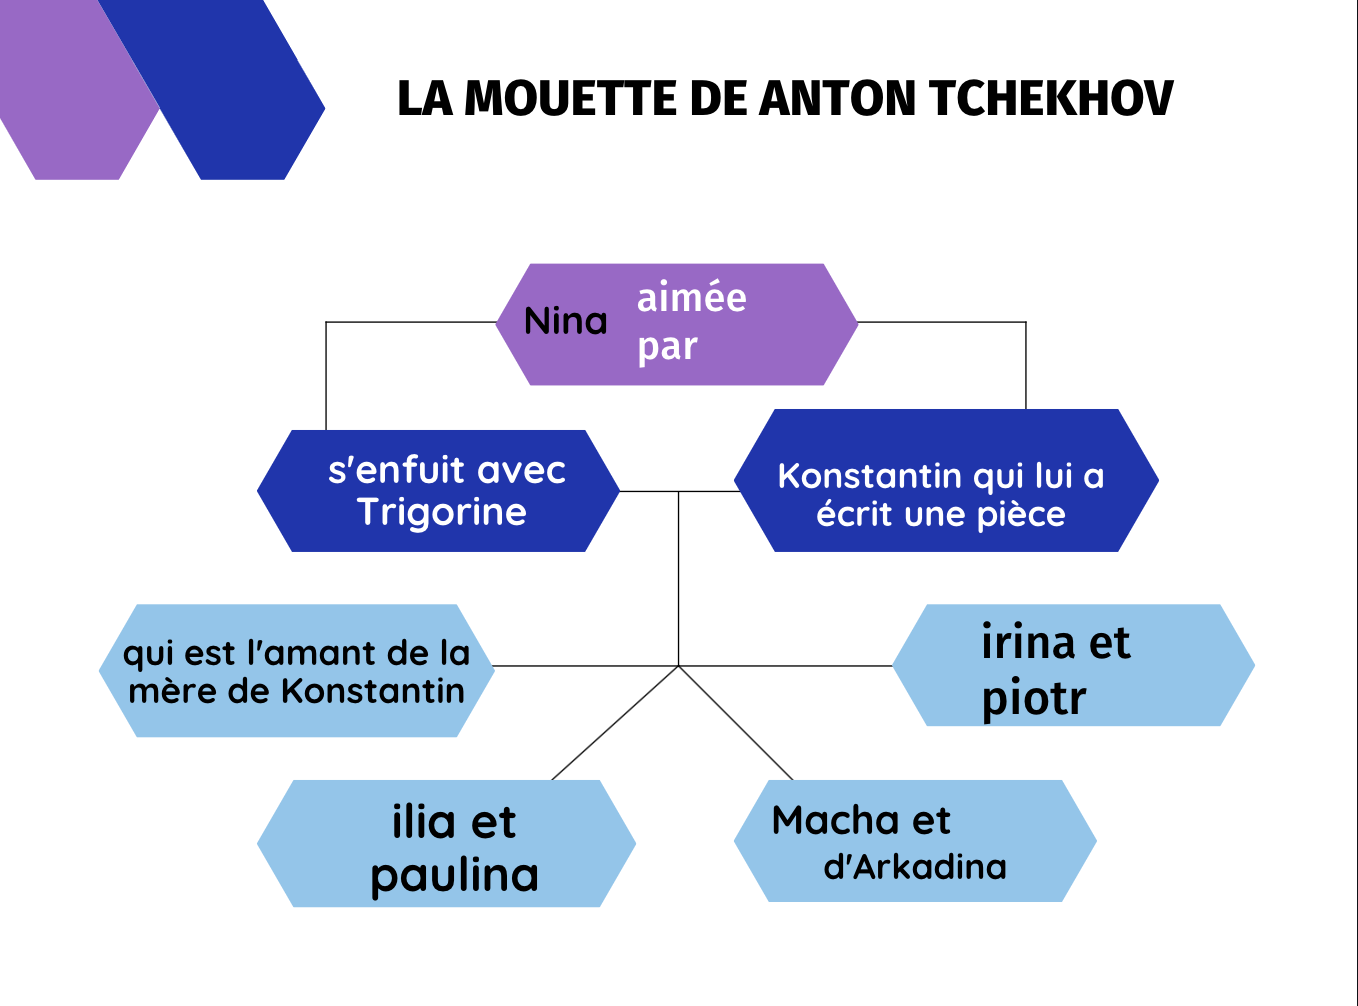 LA MOUETTE DE ANTON TCHEKHOV
Nina
aimée
par
s'enfuit avec
Trigorine
Konstantin qui lui a
écrit une pièce
qui est l'amant de la
mère de Konstantin
irina et
piotr
ilia et
paulina
Macha et
d'Arkadina